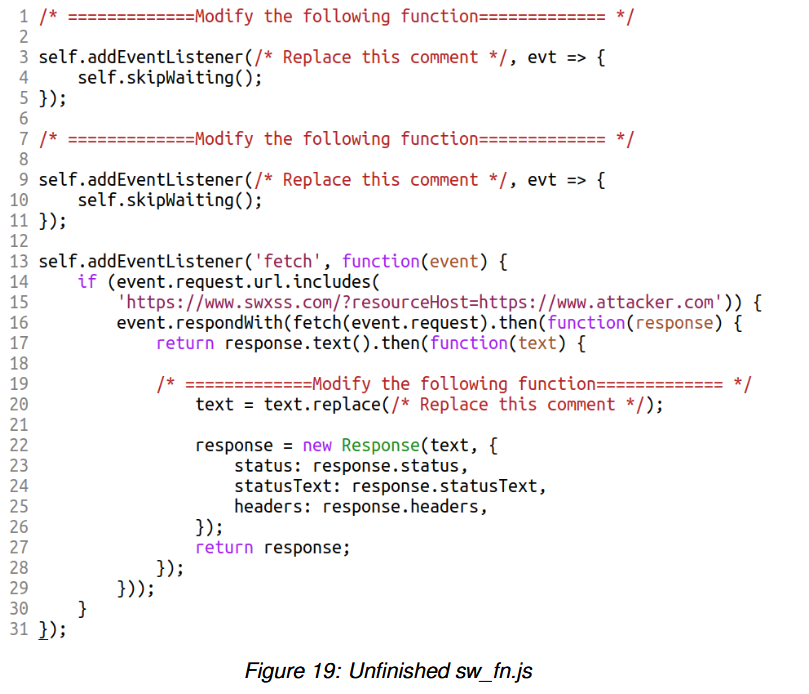 1 /* =============Modify the following function============= */
2
3 self.addEventListener(/* Replace this comment */, evt => {
4     self.skipWaiting();
5 });
6
7 /* =============Modify the following function============= */
8
9 self.addEventListener(/* Replace this comment */, evt => {
10     self.skipWaiting();
11 });
12
13 self.addEventListener('fetch', function(event) {
14     if (event.request.url.includes(
15         'https://www.swxss.com/?resourceHost=https://www.attacker.com')) {
16         event.respondWith(fetch(event.request).then(function(response) {
17             return response.text().then(function(text) {
18
19             /* =============Modify the following function============= */
20                 text = text.replace(/* Replace this comment */);
21
22                 response = new Response(text, {
23                     status: response.status,
24                     statusText: response.statusText,
25                     headers: response.headers,
26                 });
27                 return response;
28             });
29         }));
30     }
31 });
Figure 19: Unfinished sw_fn.js